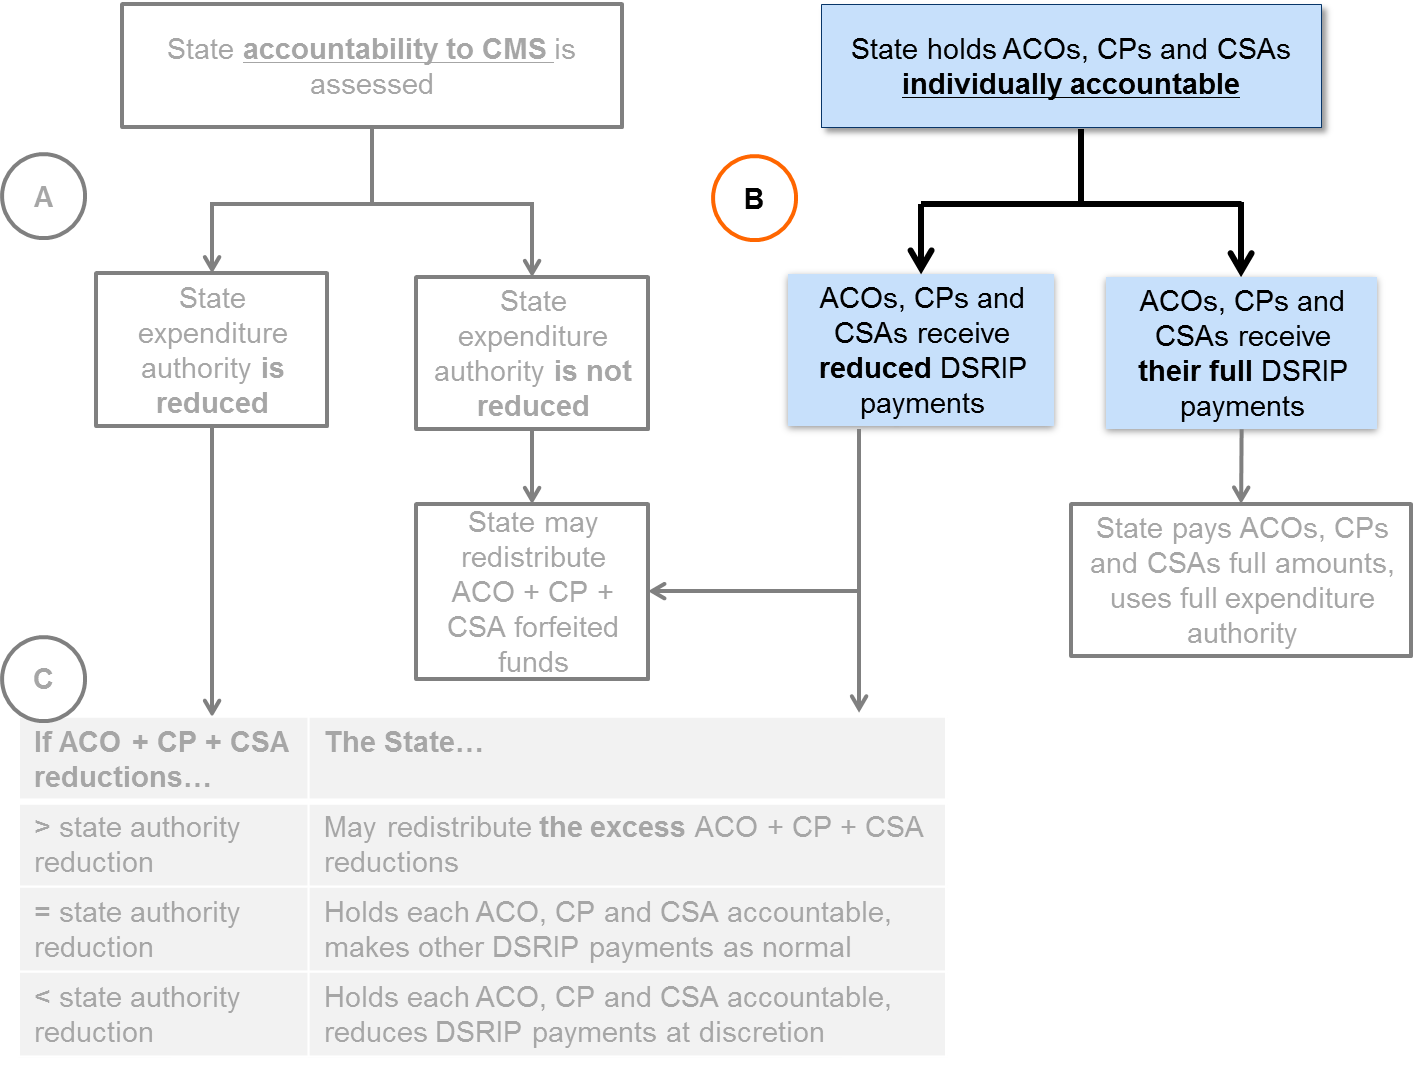 State accountability to CMS is
assessed
State holds ACOs, CPs and CSAs
individually accountable
A
B
State
expenditure
authority is
reduced
State
expenditure
authority is not
reduced
ACOs, CPs and
CSAs receive
reduced DSRIP
payments
ACOs, CPs and
CSAs receive
their full DSRIP
payments
State may
redistribute
ACO + CP +
CSA forfeited
funds
State pays ACOs, CPs
and CSAs full amounts,
uses full expenditure
authority
C
If ACO + CP + CSA
reductions…
The State…
> state authority
reduction
May redistribute the excess ACO + CP + CSA
reductions
= state authority
reduction
Holds each ACO, CP and CSA accountable,
makes other DSRIP payments as normal
< state authority
reduction
Holds each ACO, CP and CSA accountable,
reduces DSRIP payments at discretion